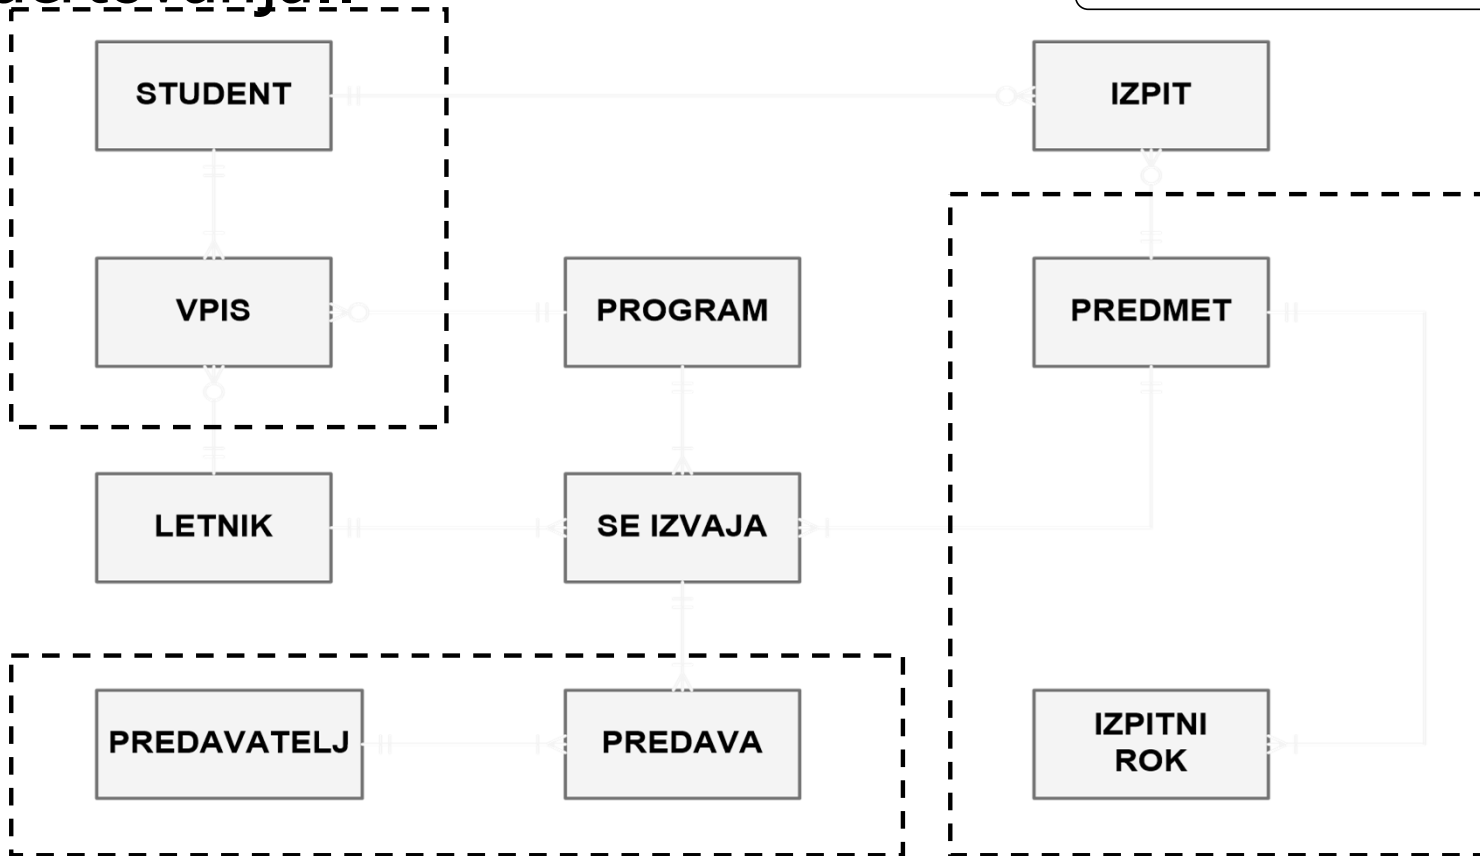 STUDENT
IZPIT
VPIS
PROGRAM
PREDMET
LETNIK
SE IZVAJA
PREDAVATELJ
PREDAVA
IZPITNI
ROK